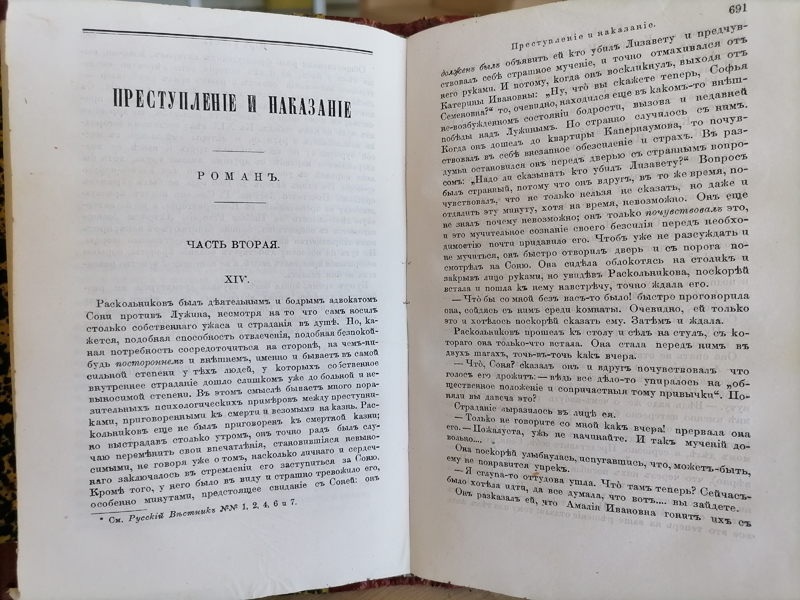 ПРЕСТУПЛЕНІЕ И НАКАЗАНІЕ
РОМАНЪ.
ЧАСТЬ ВТОРАЯ.
XIV.
Раскольниковъ былъ дѣятельнымъ и бодрымъ адвокатомъ
Сони противъ Лужина, несмотря на то что самъ носилъ
столько собственнаго ужаса и страданія въ душѣ. Но, ка-
жется, подобная способность отвлеченія, подобная безпокой-
ная потребность сосредоточиться на сторонѣ, на чемъ-ни-
будь постороннемъ и внѣшнемъ, именно и бываетъ въ самой
сильной степени у тѣхъ людей, у которыхъ собственное
внутреннее страданіе дошло слишкомъ уже до больной и не-
выносимой степени. Въ этомъ смыслѣ бываетъ много пора-
зительныхъ психологическихъ примѣровъ между преступни-
ками, приговоренными къ смерти и везомыми на казнь. Рас-
кольниковъ еще не былъ приговоренъ къ смертной казни;
но выстрадавъ столько утромъ, онъ точно радъ былъ слу-
чаю перемѣнить свои впечатлѣнія, становившіяся невыно-
симыми, не говоря уже о томъ, насколько личнаго и сердеч-
наго заключалось въ стремленіи его заступиться за Соню.
Кромѣ того, у него было въ виду и страшно тревожило его,
особенно минутами, предстоящее свиданіе съ Соней: онъ
* См. Русскій Вѣстникъ №№ 1, 2, 4, 6 и 7.
691
Преступленіе и наказаніе.
долженъ былъ объявить ей кто убилъ Лизавету и предчув-
ствовалъ себѣ страшное мученіе, и точно отмахивался отъ
него руками. И потому, когда онъ воскликнулъ, выходя отъ
Катерины Ивановны: „Ну, что̀ вы скажете теперь, Софья
Семеновна?“ то, очевидно, находился еще въ какомъ-то внѣш-
не-возбужденномъ состояніи бодрости, вызова и недавней
побѣды надъ Лужинымъ. Но странно случилось съ нимъ.
Когда онъ дошелъ до квартиры Капернаумова, то почув-
ствовалъ въ себѣ внезапное обезсиленіе и страхъ. Въ раз-
думьи остановился онъ передъ дверью съ страннымъ вопро-
сомъ: „Надо ли сказывать кто убилъ Лизавету?“ Вопросъ
былъ странный, потому что онъ вдругъ, въ то же время, по-
чувствовалъ, что не только нельзя не сказать, но даже и
отдалить эту минуту, хотя на время, невозможно. Онъ еще
не зналъ почему невозможно; онъ только почувствовалъ это,
и это мучительное сознаніе своего безсилія передъ необхо-
димостію почти придавило его. Чтобъ уже не разсуждать и
не мучиться, онъ быстро отворилъ дверь и съ порога по-
смотрѣлъ на Соню. Она сидѣла облокотясь на столикъ и
закрывъ лицо руками, но увидѣвъ Раскольникова, поскорѣй
встала и пошла къ нему навстрѣчу, точно ждала его.
— Что̀ бы со мной безъ васъ-то было! быстро проговорила
она, сойдясь съ нимъ среди комнаты. Очевидно, ей только
это и хотѣлось поскорѣй сказать ему. Затѣмъ и ждала.
Раскольниковъ прошелъ къ столу и сѣлъ на стулъ, съ ко-
тораго она только-что встала. Она стала передъ нимъ въ
двухъ шагахъ, точь-въ-точь какъ вчера.
— Что̀, Соня? сказалъ онъ и вдругъ почувствовалъ что
голосъ его дрожитъ: — вѣдь все дѣло-то упиралось на „об-
щественное положеніе и сопричастныя тому привычки“. По-
няли вы давеча это?
Страданіе выразилось въ лицѣ ея.
— Только не говорите со мной какъ вчера! прервала она
его.— Пожалуста, ужь не начинайте. И такъ мученій до-
вольно....
Она поскорѣй улыбнулась, испугавшись, что, можетъ-быть,
ему не понравится упрекъ.
— Я сглупа-то оттудова ушла. Что̀ тамъ теперь? Сейчасъ-
было хотѣла идти, да все думала, что вотъ.... вы зайдете.
Онъ разсказалъ ей, что Амалія Ивановна гонитъ ихъ съ